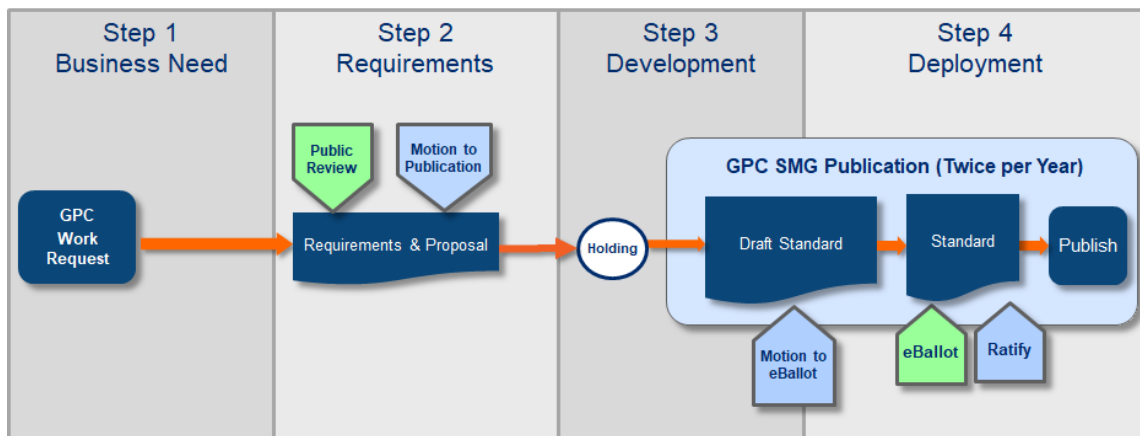 Step 1
Business Need
Step 2
Requirements
Step 3
Development
Step 4
Deployment
GPC
Work
Request
Public
Review
Motion to
Publication
Requirements & Proposal
Holding
GPC SMG Publication (Twice per Year)
Draft Standard
Standard
Publish
Motion to
eBallot
eBallot
Ratify